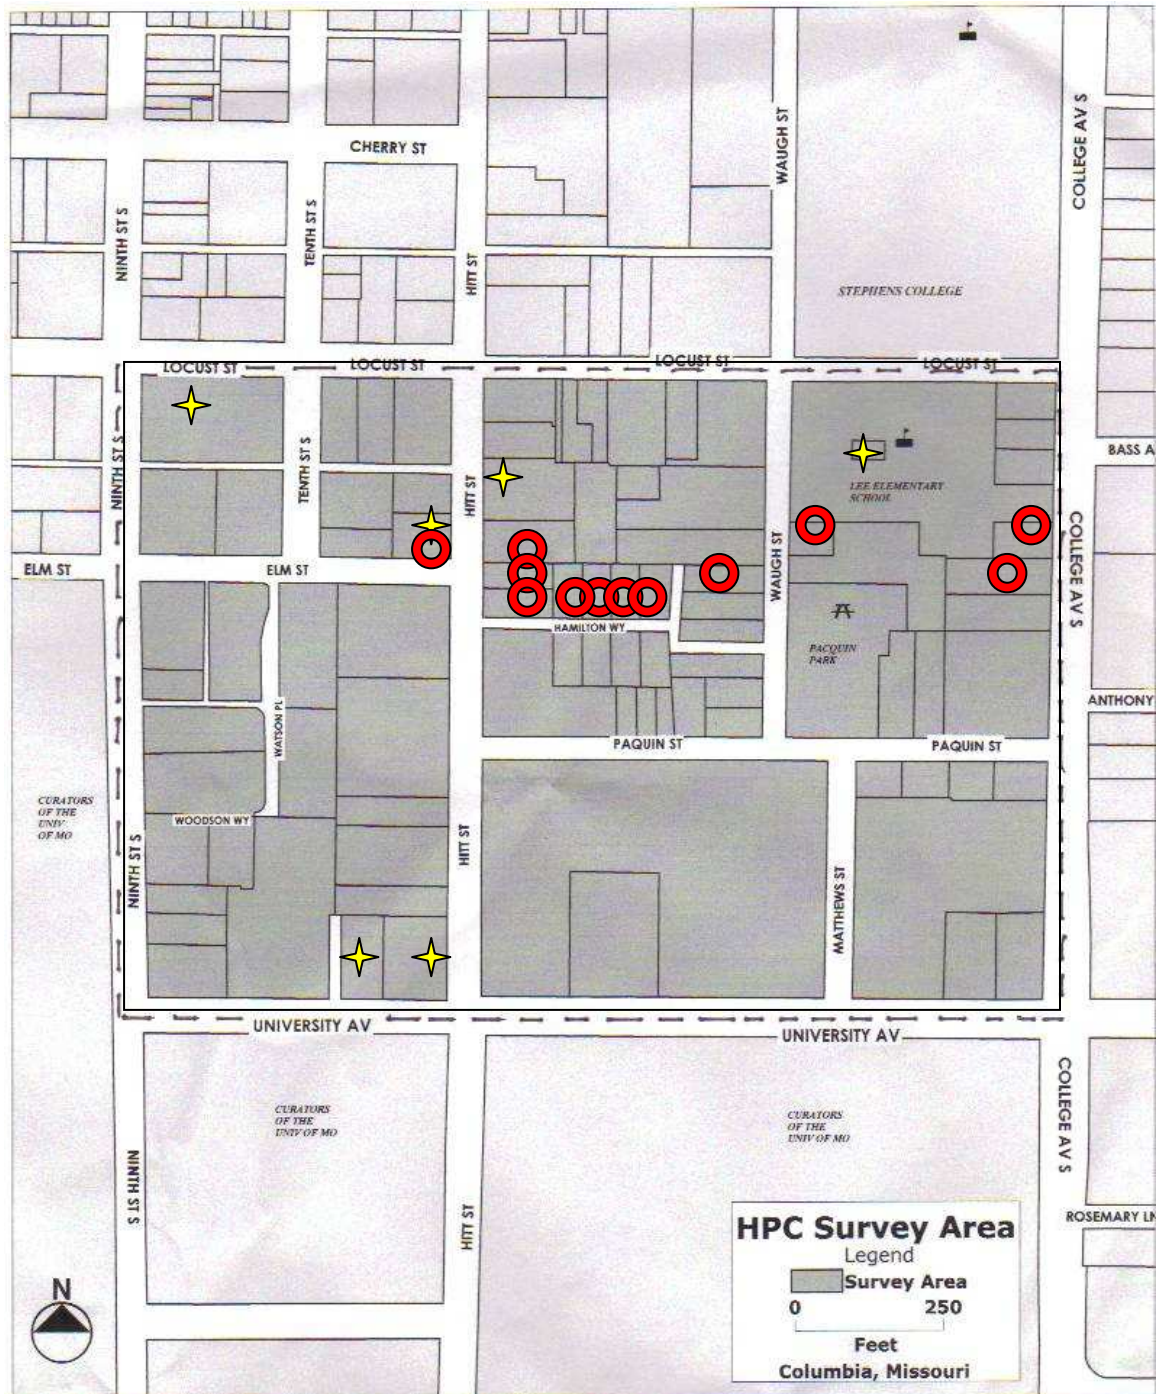 CHERRY ST
WAUGH ST
COLLEGE AV S
NINTH ST S
TENTH ST S
HITT ST
STEPHENS COLLEGE
LOCUST ST
LOCUST ST
LOCUST ST
LOCUST ST
NINTH ST S
TENTH ST S
HITT ST
BASS A
LEE ELEMENTARY
SCHOOL
ELM ST
ELM ST
WAUGH ST
COLLEGE AV S
HAMILTON WY
PACQUIN
PARK
ANTHONY
WATSON PL
PAQUIN ST
PAQUIN ST
CURATORS
OF THE
UNIV
OF MO
WOODSON WY
NINTH ST S
HITT ST
MATTHEWS ST
UNIVERSITY AV
UNIVERSITY AV
CURATORS
OF THE
UNIV OF MO
CURATORS
OF THE
UNIV OF MO
COLLEGE AV S
NINTH ST S
HITT ST
ROSEMARY LN
HPC Survey Area
Legend
Survey Area
0 250
Feet
Columbia, Missouri
N